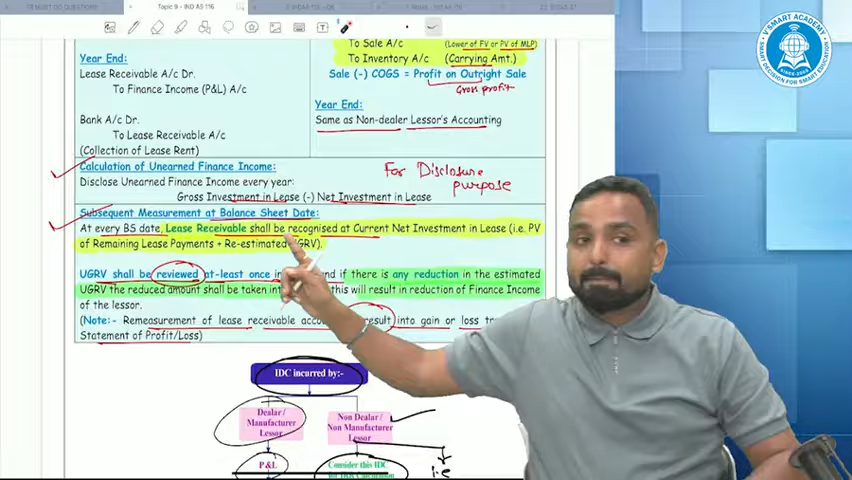 18 MOST IMP QUESTIONS
Topic 9 - IND AS 116
V'SMART ACADEMY
SMART DECISION FOR SMART EDUCATION
To Sale A/c (Lower of FV or PV of MLP)
To Inventory A/c (Carrying Amt.)
Sale (-) COGS = Profit on Outright Sale
Gross profit
Year End:
Same as Non-dealer Lessor's Accounting
Year End:
Lease Receivable A/c Dr.
To Finance Income (P&L) A/c
Bank A/c Dr.
To Lease Receivable A/c
(Collection of Lease Rent)
Calculation of Unearned Finance Income:
Disclose Unearned Finance Income every year:
Gross Investment in Lease (-) Net Investment in Lease
For Disclosure
purpose
Subsequent Measurement at Balance Sheet Date:
At every BS date, Lease Receivable shall be recognised at Current Net Investment in Lease (i.e. PV
of Remaining Lease Payments + Re-estimated UGRV).
UGRV shall be reviewed at-least once in and if there is any reduction in the estimated
UGRV the reduced amount shall be taken this will result in reduction of Finance Income
of the lessor.
(Note:- Remeasurement of lease receivable result into gain or loss
Statement of Profit/Loss)
IDC incurred by:-
Dealar /
Manufacturer
Lessor
Non Dealar /
Non Manufacturer
Lessor
P&L
Consider this IDC
i.e